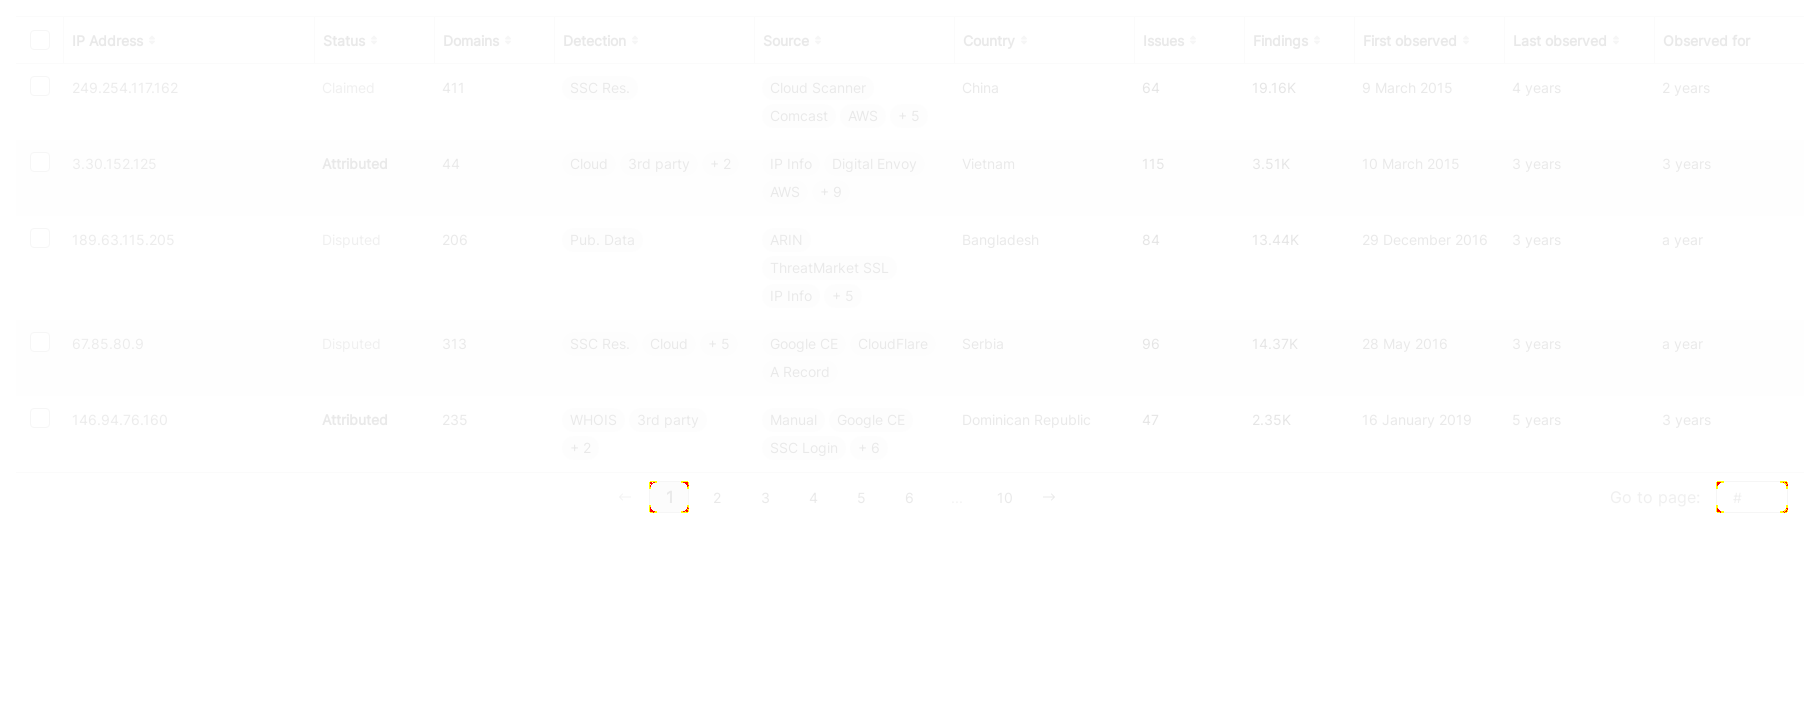 IP Address Status Domains Detection Source Country Issues Findings First observed Last observed Observed for
249.254.117.162 Claimed 411 SSC Res. Cloud Scanner China 64 19.16K 9 March 2015 4 years 2 years
Comcast AWS + 5
3.30.152.125 Attributed 44 Cloud 3rd party + 2 IP Info Digital Envoy Vietnam 115 3.51K 10 March 2015 3 years 3 years
AWS + 9
189.63.115.205 Disputed 206 Pub. Data ARIN Bangladesh 84 13.44K 29 December 2016 3 years a year
ThreatMarket SSL
IP Info + 5
67.85.80.9 Disputed 313 SSC Res. Cloud + 5 Google CE CloudFlare Serbia 96 14.37K 28 May 2016 3 years a year
A Record
146.94.76.160 Attributed 235 WHOIS 3rd party Manual Google CE Dominican Republic 47 2.35K 16 January 2019 5 years 3 years
+ 2 SSC Login + 6
← 1 2 3 4 5 6 ... 10 → Go to page: #